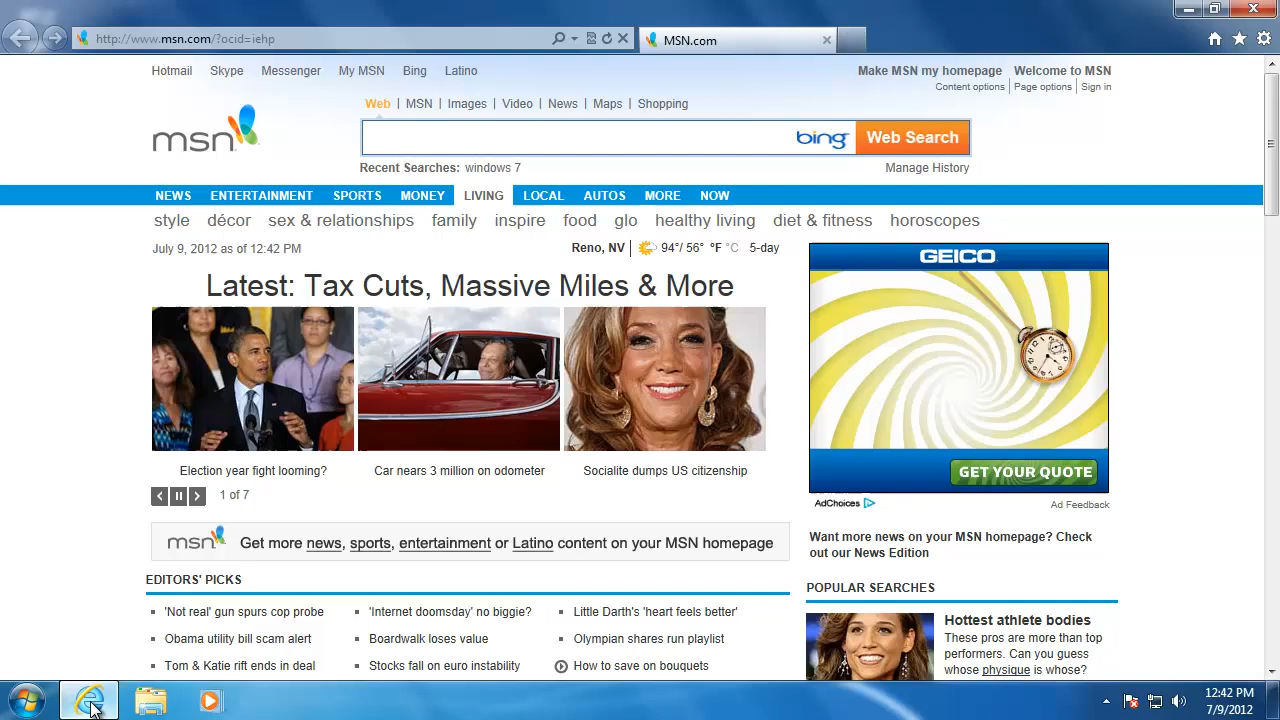 http://www.msn.com/?ocid=iehp
MSN.com
Hotmail Skype Messenger My MSN Bing Latino
Make MSN my homepage Welcome to MSN
Content options Page options Sign in
Web | MSN | Images | Video | News | Maps | Shopping
msn
bing Web Search
Recent Searches: windows 7
Manage History
NEWS ENTERTAINMENT SPORTS MONEY LIVING LOCAL AUTOS MORE NOW
style décor sex & relationships family inspire food glo healthy living diet & fitness horoscopes
July 9, 2012 as of 12:42 PM
Reno, NV 94°/ 56° °F °C 5-day
Latest: Tax Cuts, Massive Miles & More
Election year fight looming?
Car nears 3 million on odometer
Socialite dumps US citizenship
1 of 7
GEICO
GET YOUR QUOTE
AdChoices
Ad Feedback
msn Get more news, sports, entertainment or Latino content on your MSN homepage
Want more news on your MSN homepage? Check
out our News Edition
EDITORS' PICKS
'Not real' gun spurs cop probe
'Internet doomsday' no biggie?
Little Darth's 'heart feels better'
Obama utility bill scam alert
Boardwalk loses value
Olympian shares run playlist
Tom & Katie rift ends in deal
Stocks fall on euro instability
How to save on bouquets
POPULAR SEARCHES
Hottest athlete bodies
These pros are more than top
performers. Can you guess
whose physique is whose?
12:42 PM
7/9/2012